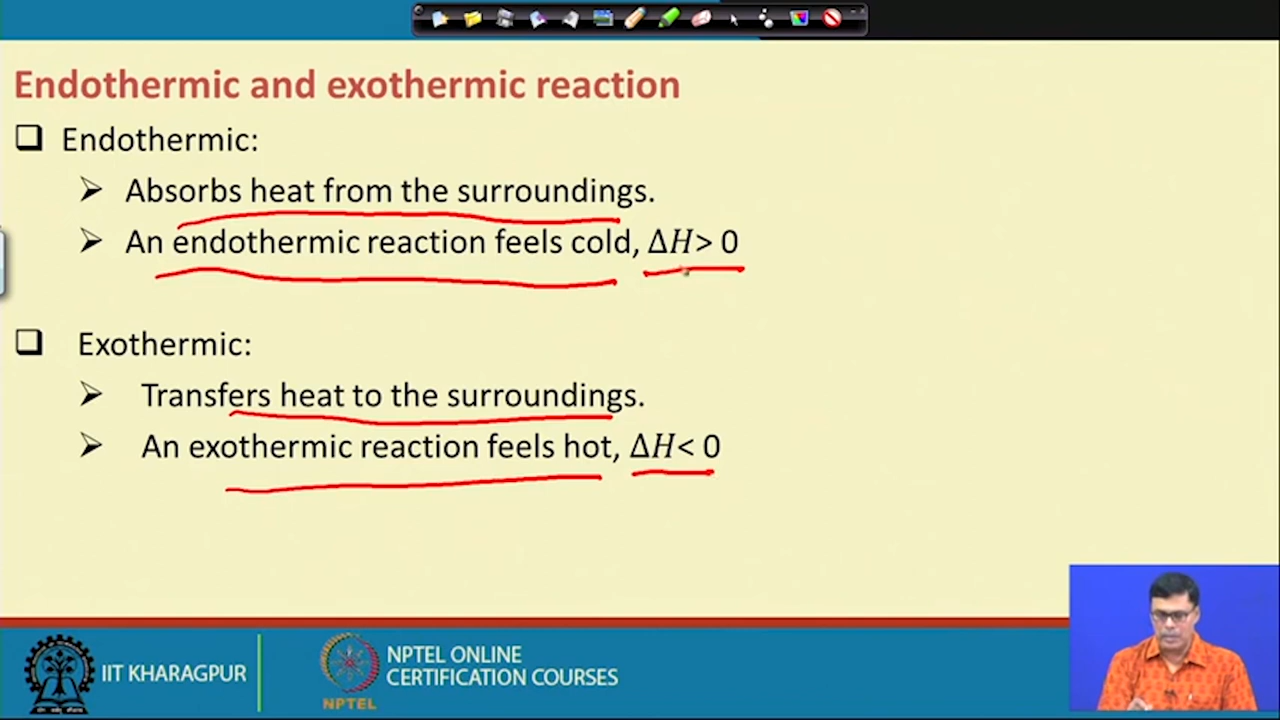 Endothermic and exothermic reaction
Endothermic:
Absorbs heat from the surroundings.
An endothermic reaction feels cold, Δ𝐻> 0
Exothermic:
Transfers heat to the surroundings.
An exothermic reaction feels hot, Δ𝐻< 0
IIT KHARAGPUR
NPTEL
NPTEL ONLINE
CERTIFICATION COURSES